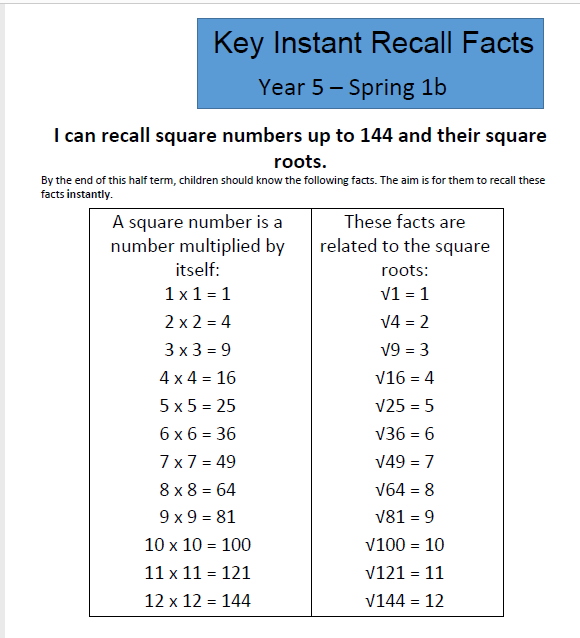 Key Instant Recall Facts
Year 5 – Spring 1b
I can recall square numbers up to 144 and their square
roots.
By the end of this half term, children should know the following facts. The aim is for them to recall these
facts instantly.
A square number is a
number multiplied by
itself:
1 x 1 = 1
2 x 2 = 4
3 x 3 = 9
4 x 4 = 16
5 x 5 = 25
6 x 6 = 36
7 x 7 = 49
8 x 8 = 64
9 x 9 = 81
10 x 10 = 100
11 x 11 = 121
12 x 12 = 144
These facts are
related to the square
roots:
√1 = 1
√4 = 2
√9 = 3
√16 = 4
√25 = 5
√36 = 6
√49 = 7
√64 = 8
√81 = 9
√100 = 10
√121 = 11
√144 = 12